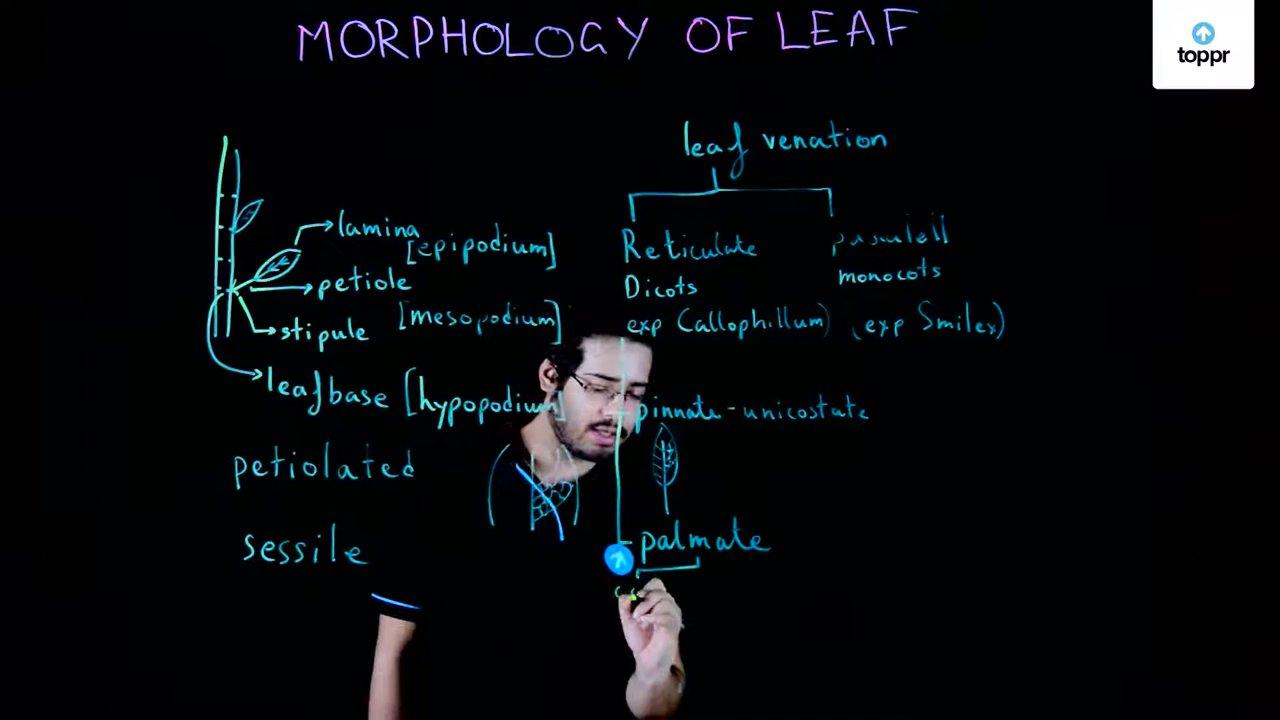 MORPHOLOGY OF LEAF
toppr
lamina
[epipodium]
petiole
[mesopodium]
stipule
leafbase [hypopodium]
petiolated
sessile
leaf venation
Reticulate
Dicots
exp Callophillum)
monocots
(exp Smilex)
pinnate - unicostate
palmate